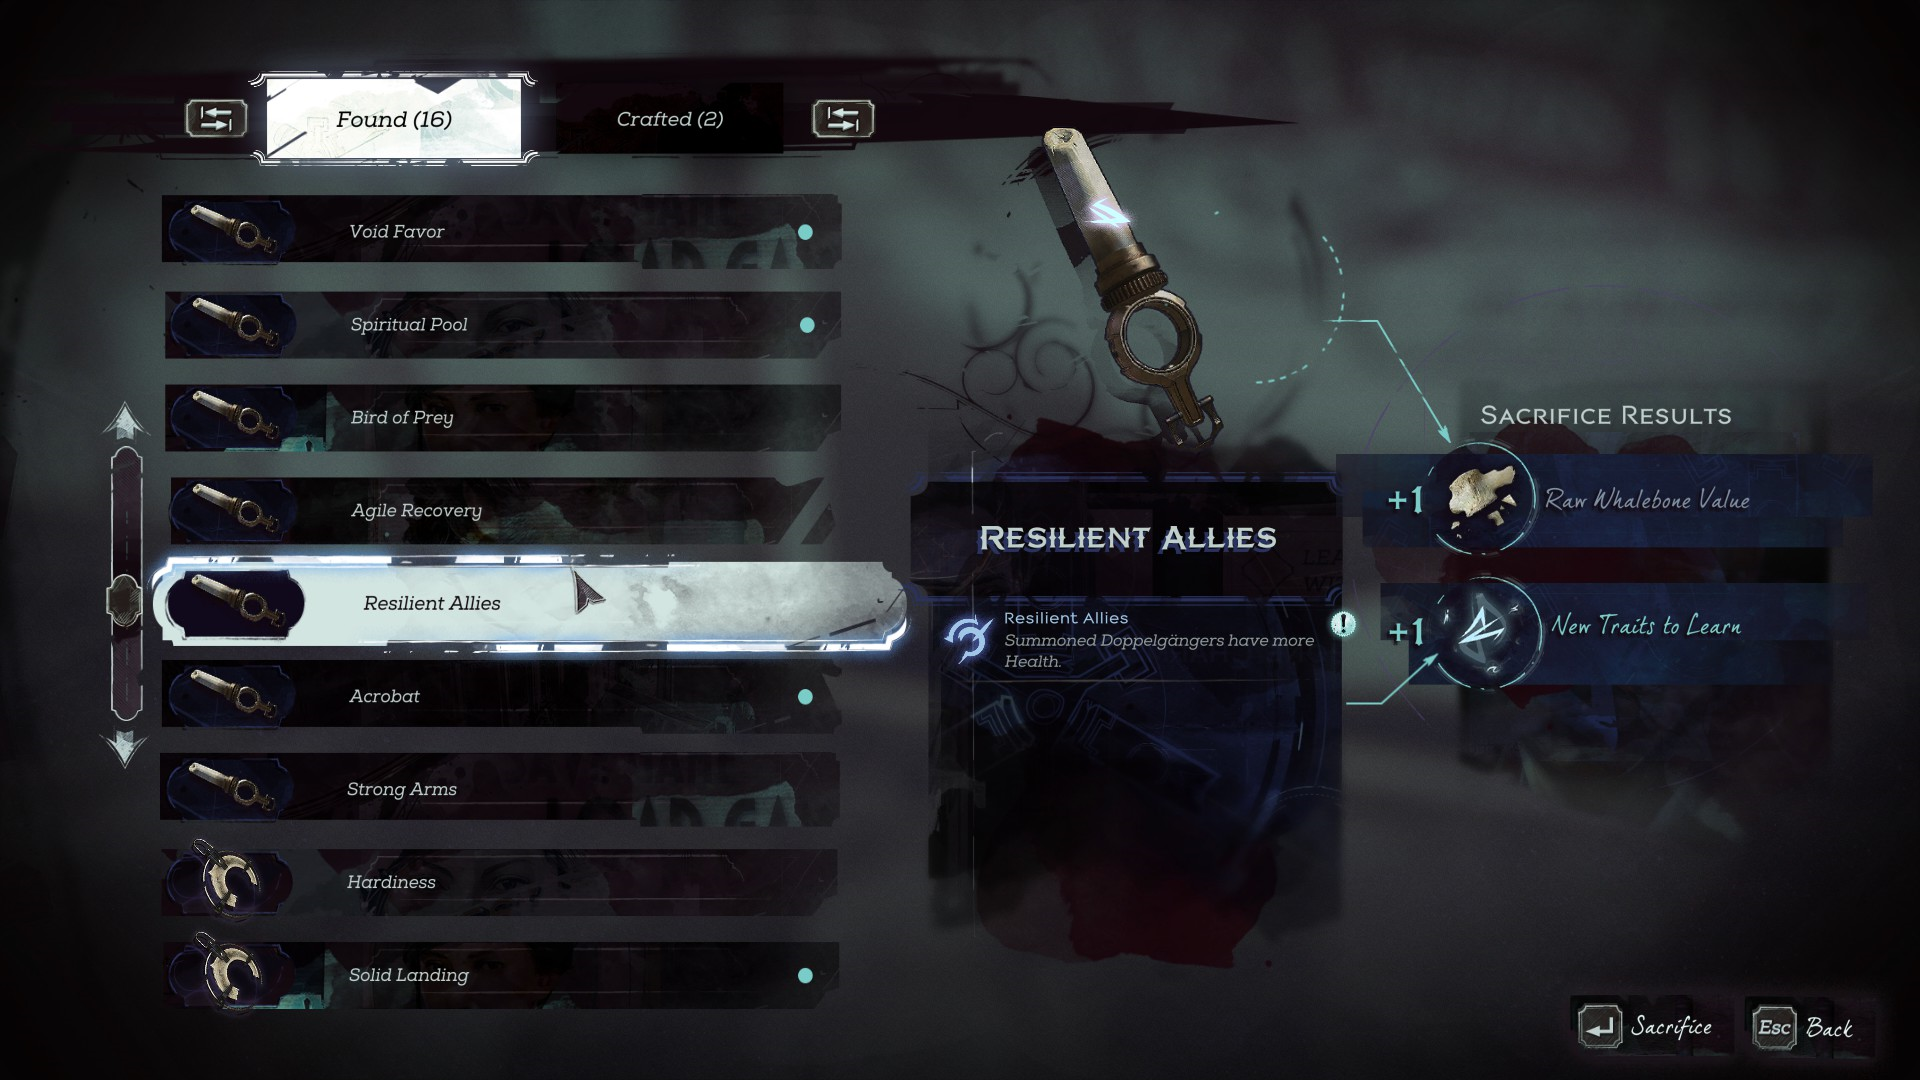 Found (16)
Crafted (2)
Void Favor
Spiritual Pool
Bird of Prey
Agile Recovery
Resilient Allies
Acrobat
Strong Arms
Hardiness
Solid Landing
Resilient Allies
Resilient Allies
Summoned Doppelgängers have more
Health.
Sacrifice Results
+1 Raw Whalebone Value
+1 New Traits to Learn
Sacrifice
Esc Back